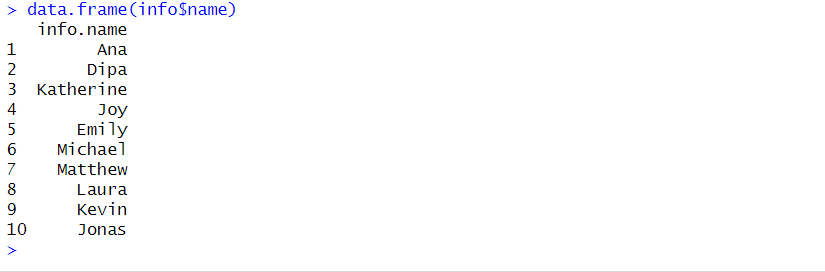 > data.frame(info$name)
   info.name
1        Ana
2       Dipa
3  Katherine
4        Joy
5      Emily
6    Michael
7    Matthew
8      Laura
9      Kevin
10     Jonas
>